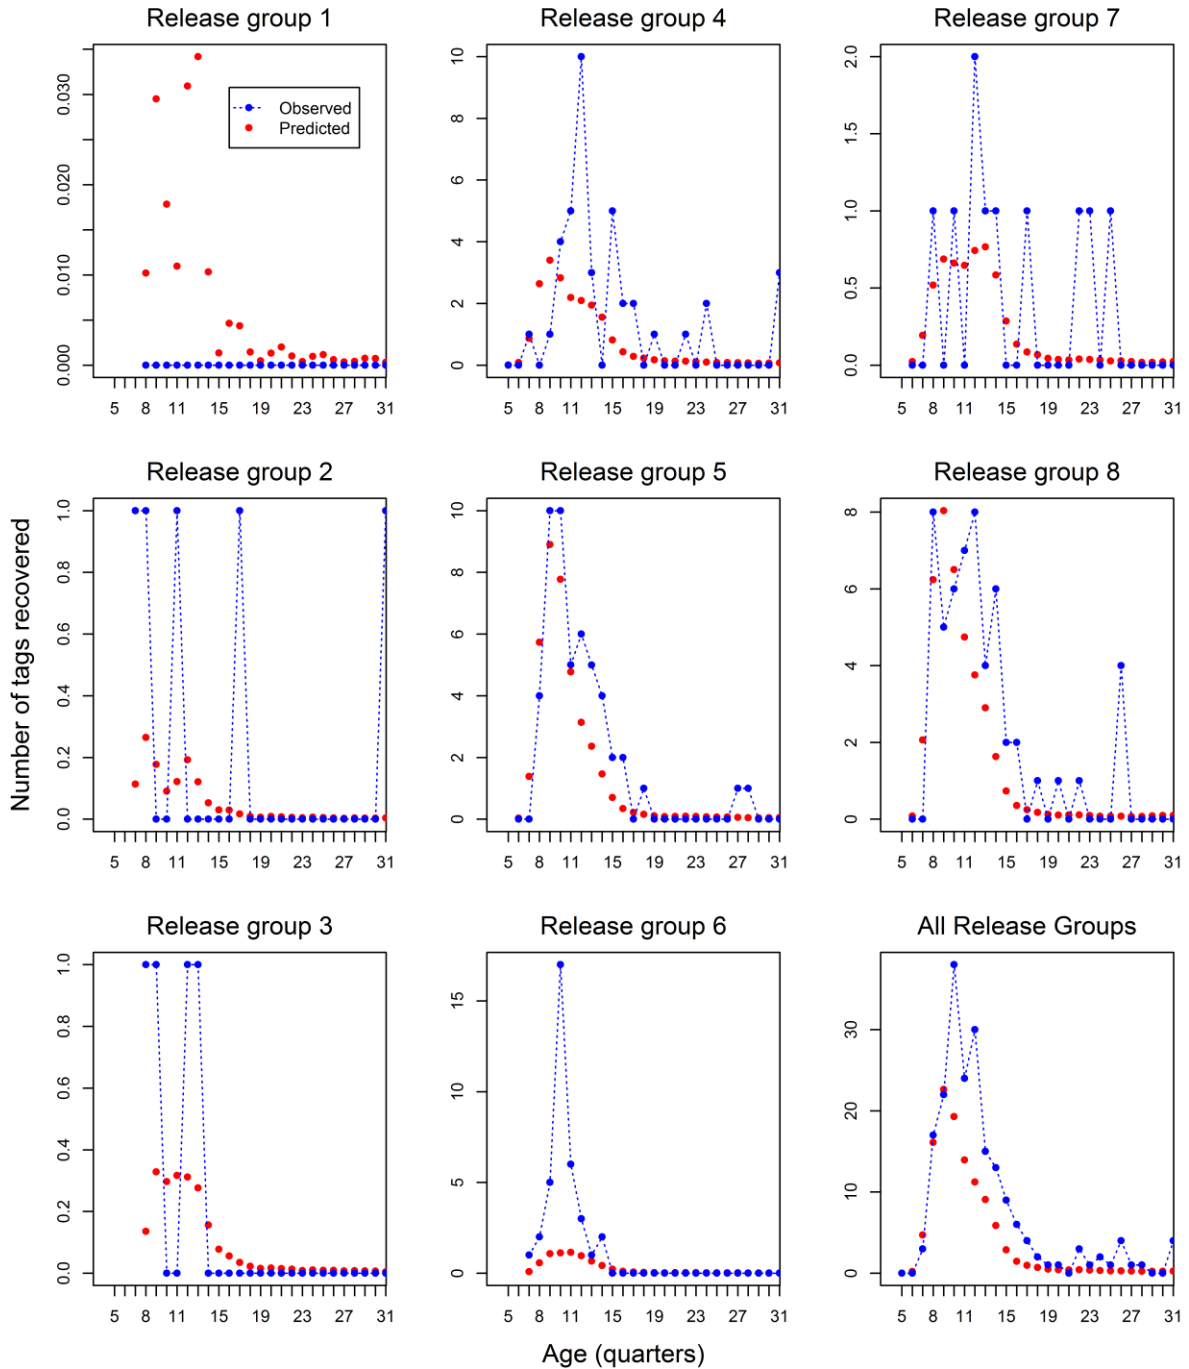 Release group 1
0.000 0.010 0.020 0.030
Observed
Predicted
5 8 11 15 19 23 27 31
Release group 4
0 2 4 6 8 10
5 8 11 15 19 23 27 31
Release group 7
0.0 0.5 1.0 1.5 2.0
5 8 11 15 19 23 27 31
Release group 2
0.0 0.2 0.4 0.6 0.8 1.0
5 8 11 15 19 23 27 31
Release group 5
0 2 4 6 8 10
5 8 11 15 19 23 27 31
Release group 8
0 2 4 6 8
5 8 11 15 19 23 27 31
Release group 3
0.0 0.2 0.4 0.6 0.8 1.0
5 8 11 15 19 23 27 31
Release group 6
0 5 10 15
5 8 11 15 19 23 27 31
All Release Groups
0 10 20 30
5 8 11 15 19 23 27 31
Number of tags recovered
Age (quarters)